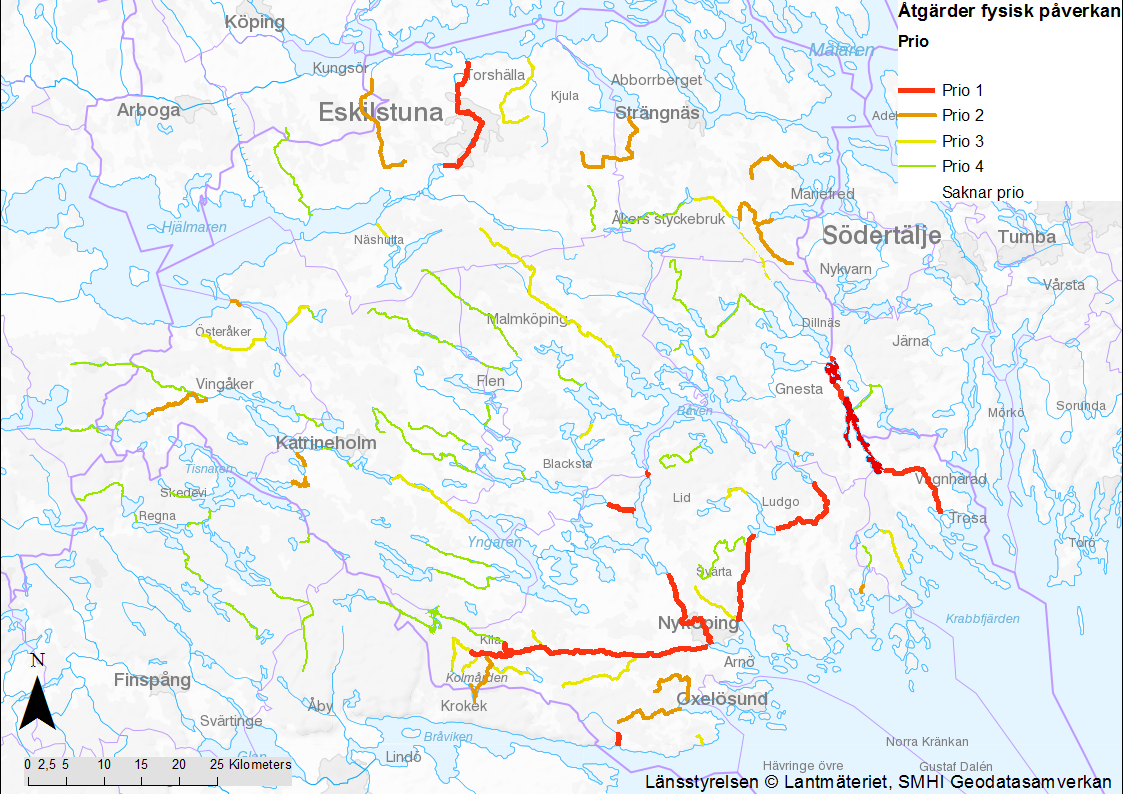 Åtgärder fysisk påverkan
Prio
Prio 1
Prio 2
Prio 3
Prio 4
Saknar prio
Köping
Mälaren
Kungsör
Torshälla
Abborrberget
Kjula
Arboga
Eskilstuna
Strängnäs
Adel
Mariefred
Åkers styckebruk
Hjälmaren
Näshulta
Södertälje
Tumba
Nykvarn
Vårsta
Malmköping
Dillnäs
Österåker
Järna
Vingåker
Flen
Gnesta
Båven
Mörkö
Sorunda
Katrineholm
Tisnaren
Blacksta
Vagnhärad
Skedevi
Lid
Ludgo
Regna
Trosa
Yngaren
Torö
Svärta
Nyköping
Krabbfjärden
Kila
N
Arnö
Finspång
Kolmården
Oxelösund
Krokek
Åby
Svärtinge
Bråviken
Norra Kränkan
Glan
Lindö
Hävringe övre
Gustaf Dalén
0 2,5 5 10 15 20 25 Kilometers
Länsstyrelsen © Lantmäteriet, SMHI Geodatasamverkan